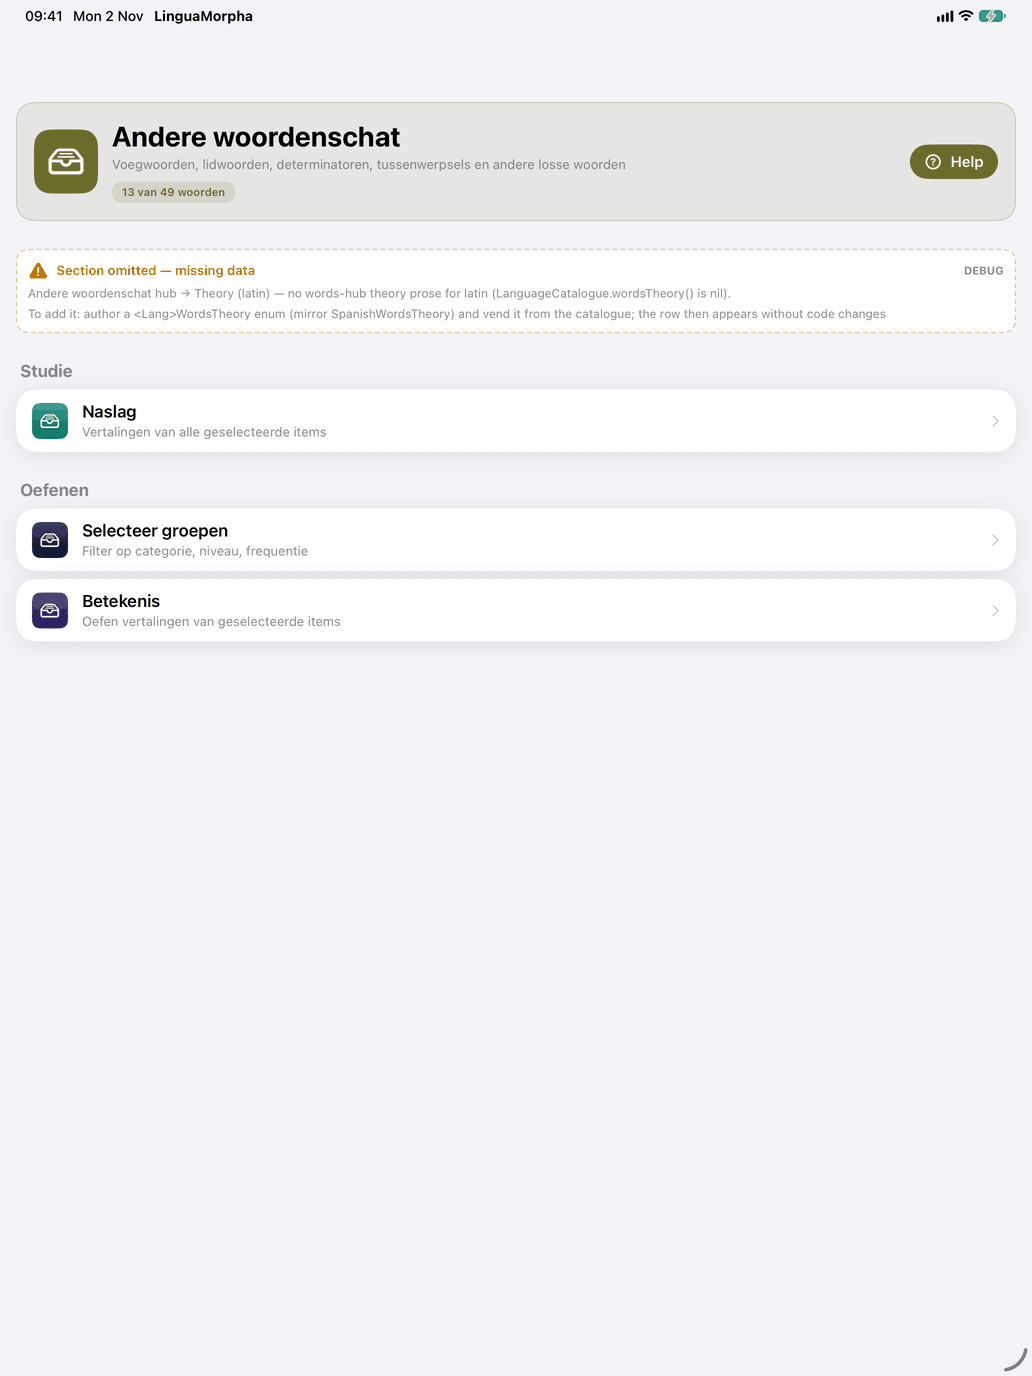 09:41 Mon 2 Nov LinguaMorpha
Andere woordenschat
Voegwoorden, lidwoorden, determinatoren, tussenwerpsels en andere losse woorden
13 van 49 woorden
Help
Section omitted — missing data
DEBUG
Andere woordenschat hub → Theory (latin) — no words-hub theory prose for latin (LanguageCatalogue.wordsTheory() is nil).
To add it: author a <Lang>WordsTheory enum (mirror SpanishWordsTheory) and vend it from the catalogue; the row then appears without code changes
Studie
Naslag
Vertalingen van alle geselecteerde items
Oefenen
Selecteer groepen
Filter op categorie, niveau, frequentie
Betekenis
Oefen vertalingen van geselecteerde items